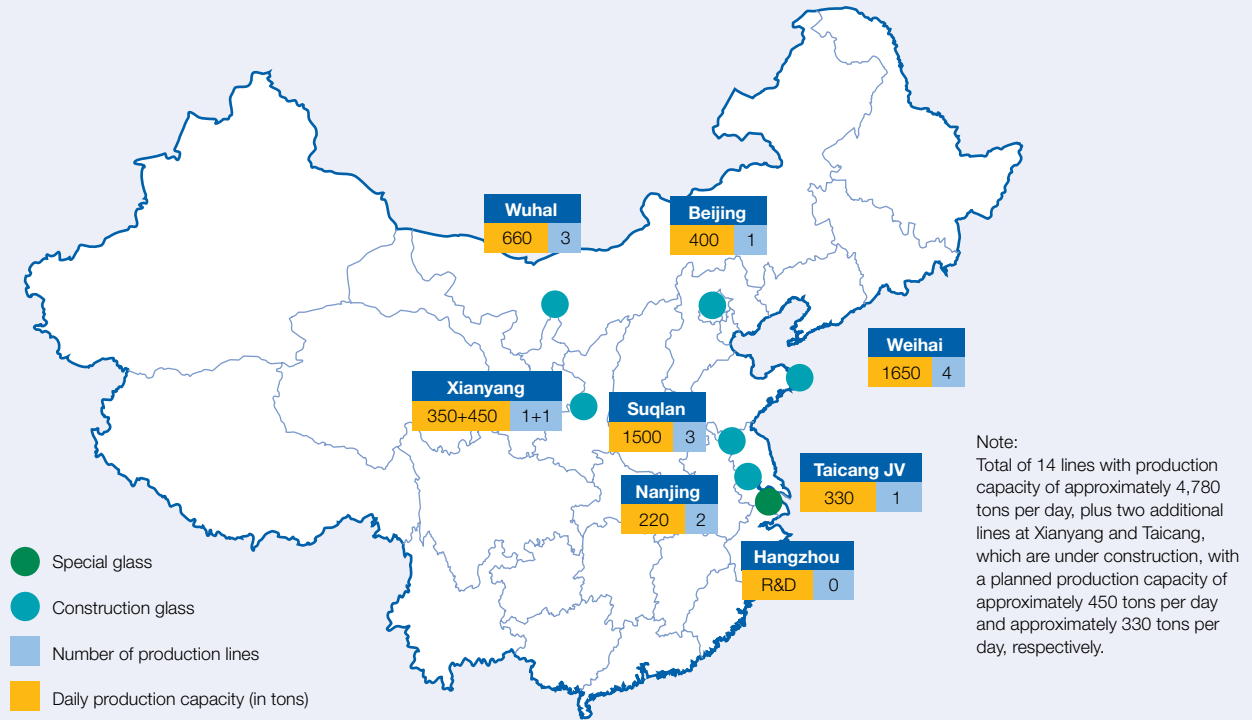 Wuhal
660 3
Beijing
400 1
Weihai
1650 4
Xianyang
350+450 1+1
Suqlan
1500 3
Taicang JV
330 1
Nanjing
220 2
Hangzhou
R&D 0
Special glass
Construction glass
Number of production lines
Daily production capacity (in tons)
Note:
Total of 14 lines with production
capacity of approximately 4,780
tons per day, plus two additional
lines at Xianyang and Taicang,
which are under construction, with
a planned production capacity of
approximately 450 tons per day
and approximately 330 tons per
day, respectively.